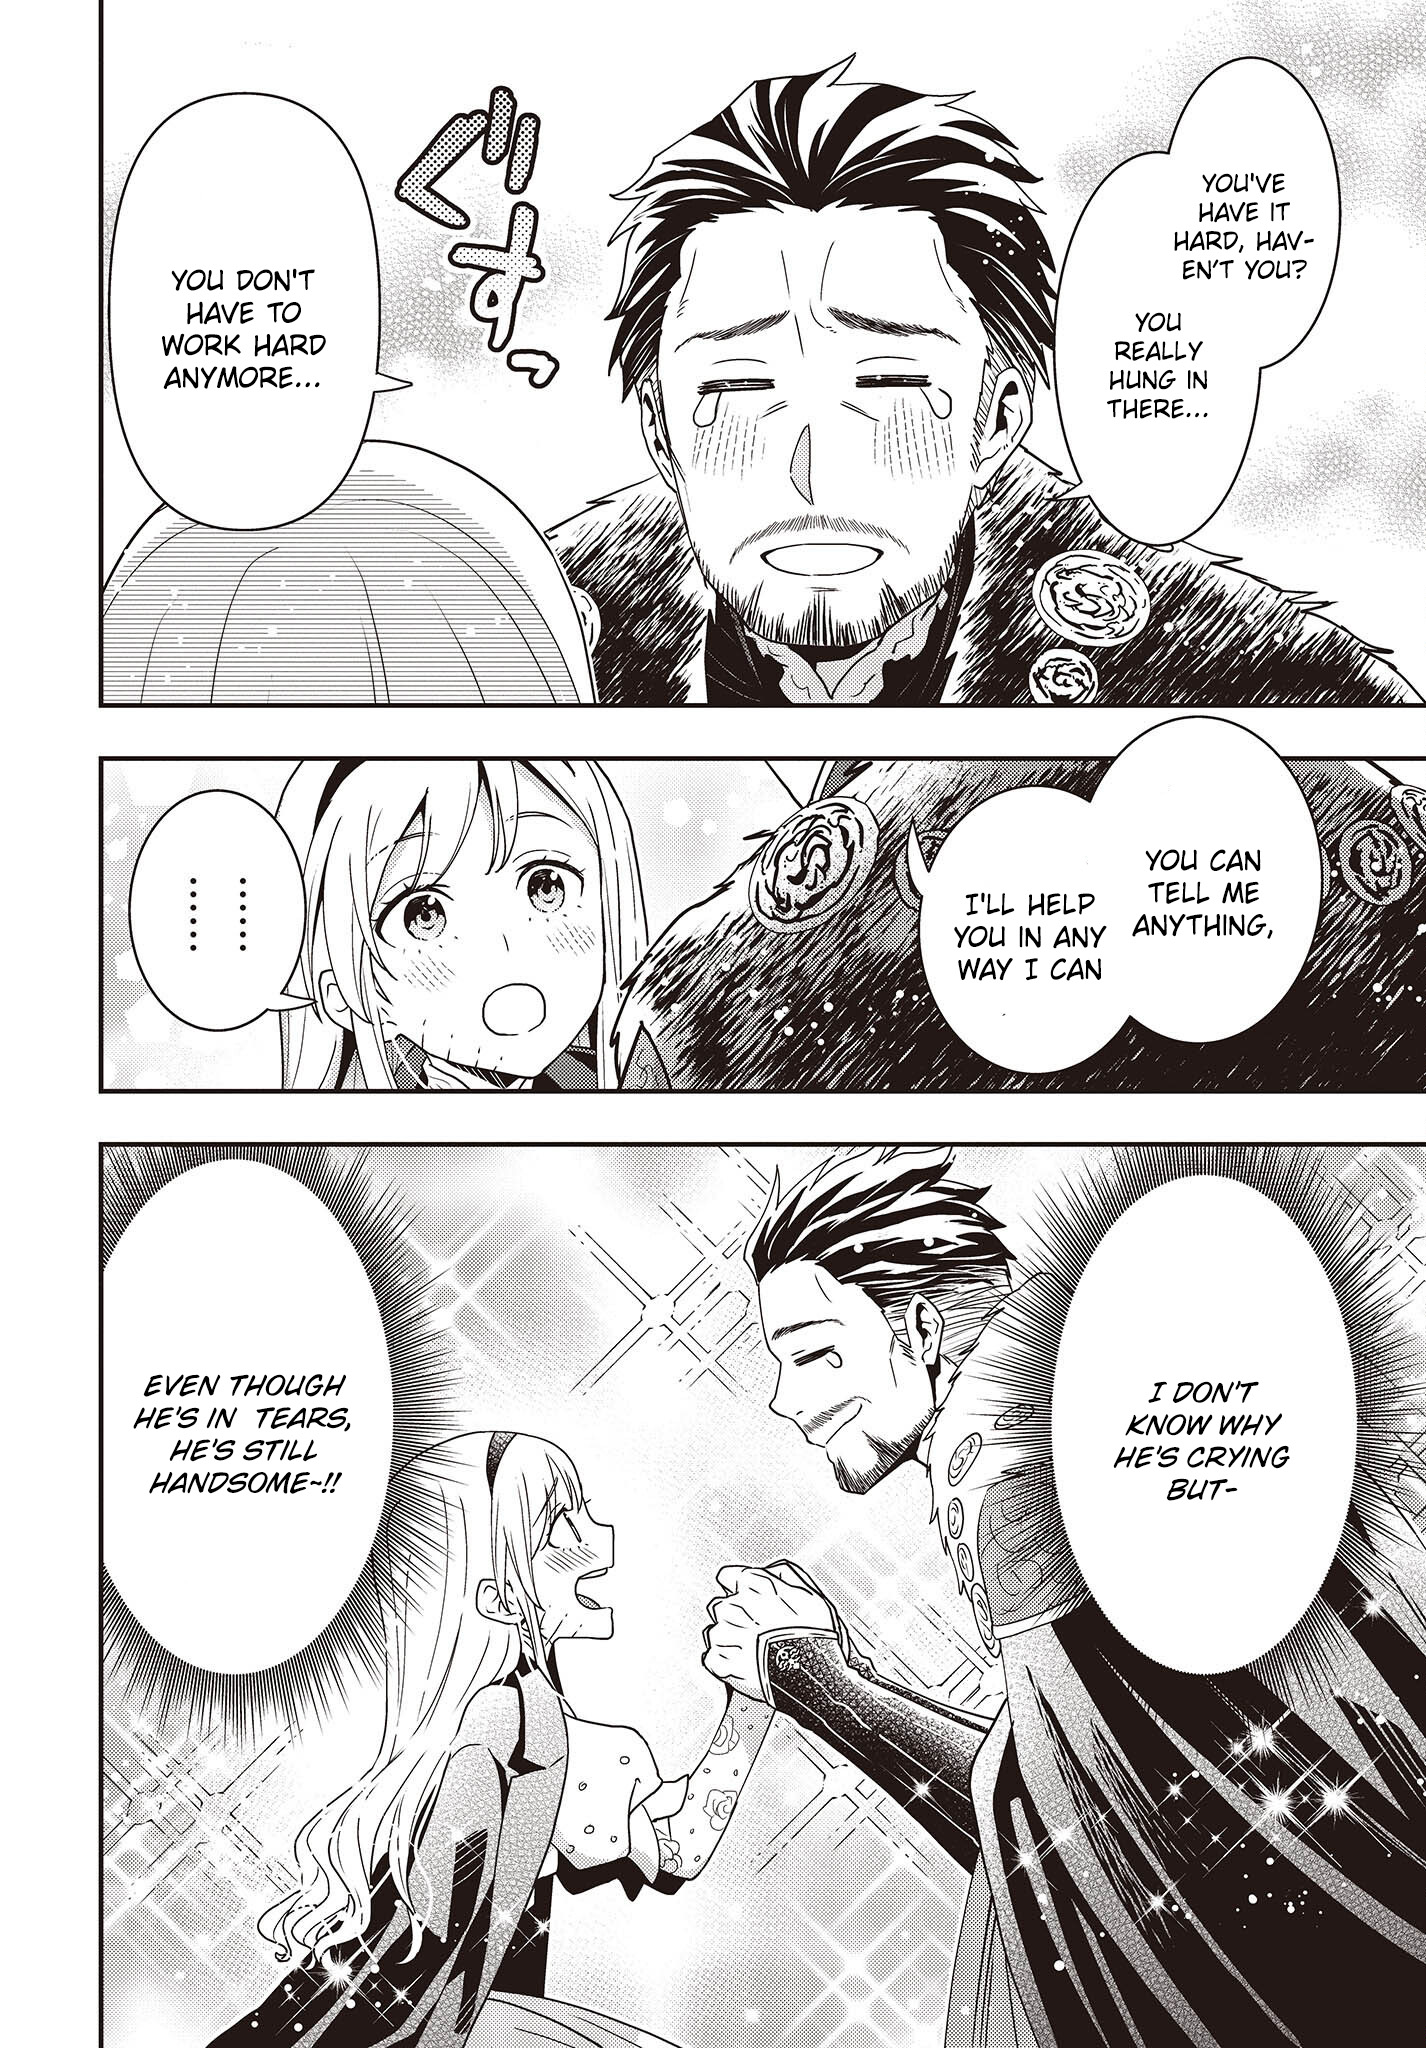 YOU'VE
HAVE IT
HARD, HAV-
EN'T YOU?
YOU
REALLY
HUNG IN
THERE...
ぐすっ
YOU DON'T
HAVE TO
WORK HARD
ANYMORE...
YOU CAN
TELL ME
ANYTHING,
I'LL HELP
YOU IN ANY
WAY I CAN
⋮⋮
I DON'T
KNOW WHY
HE'S CRYING
BUT-
EVEN THOUGH
HE'S IN TEARS,
HE'S STILL
HANDSOME~!!